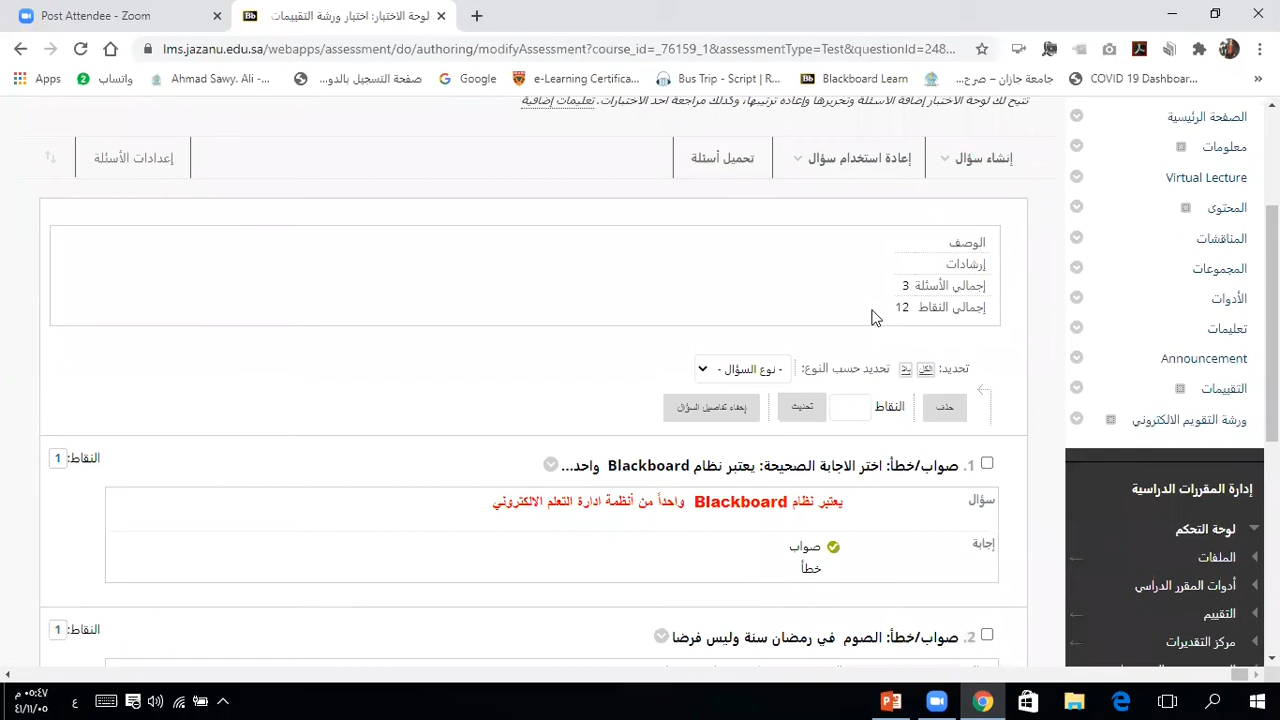 Post Attendee - Zoom
لوحة الاختبار: اختبار ورشة التقييمات
lms.jazanu.edu.sa/webapps/assessment/do/authoring/modifyAssessment?course_id=_76159_1&assessmentType=Test&questionId=248...
Apps
واتساب
Ahmad Sawy. Ali -...
صفحة التسجيل بالدو...
Google
e-Learning Certifica...
Bus Trip - Script | R...
Blackboard Learn
جامعة جازان – صرح...
COVID 19 Dashboar...
»
تتيح لك لوحة الاختبار إضافة الأسئلة وتحريرها وإعادة ترتيبها، وكذلك مراجعة أحد الاختبارات. تعليمات إضافية
إنشاء سؤال
إعادة استخدام سؤال
تحميل أسئلة
إعدادات الأسئلة
الوصف
إرشادات
إجمالي الأسئلة 3
إجمالي النقاط 12
تحديد: الكل بلا تحديد حسب النوع: - نوع السؤال -
حذف
النقاط
تحديث
إخفاء تفاصيل السؤال
1. صواب/خطأ: اختر الاجابة الصحيحة: يعتبر نظام Blackboard واحد...
النقاط: 1
سؤال
يعتبر نظام Blackboard واحداً من أنظمة ادارة التعلم الالكتروني
إجابة
صواب
خطأ
2. صواب/خطأ: الصوم في رمضان سنة وليس فرضا
النقاط: 1
الصفحة الرئيسية
معلومات
Virtual Lecture
المحتوى
المناقشات
المجموعات
الأدوات
تعليمات
Announcement
التقييمات
ورشة التقويم الالكتروني
إدارة المقررات الدراسية
لوحة التحكم
الملفات
أدوات المقرر الدراسي
التقييم
مركز التقديرات
٠٥:٤٧ م
٤١/١١/٠٥
ع